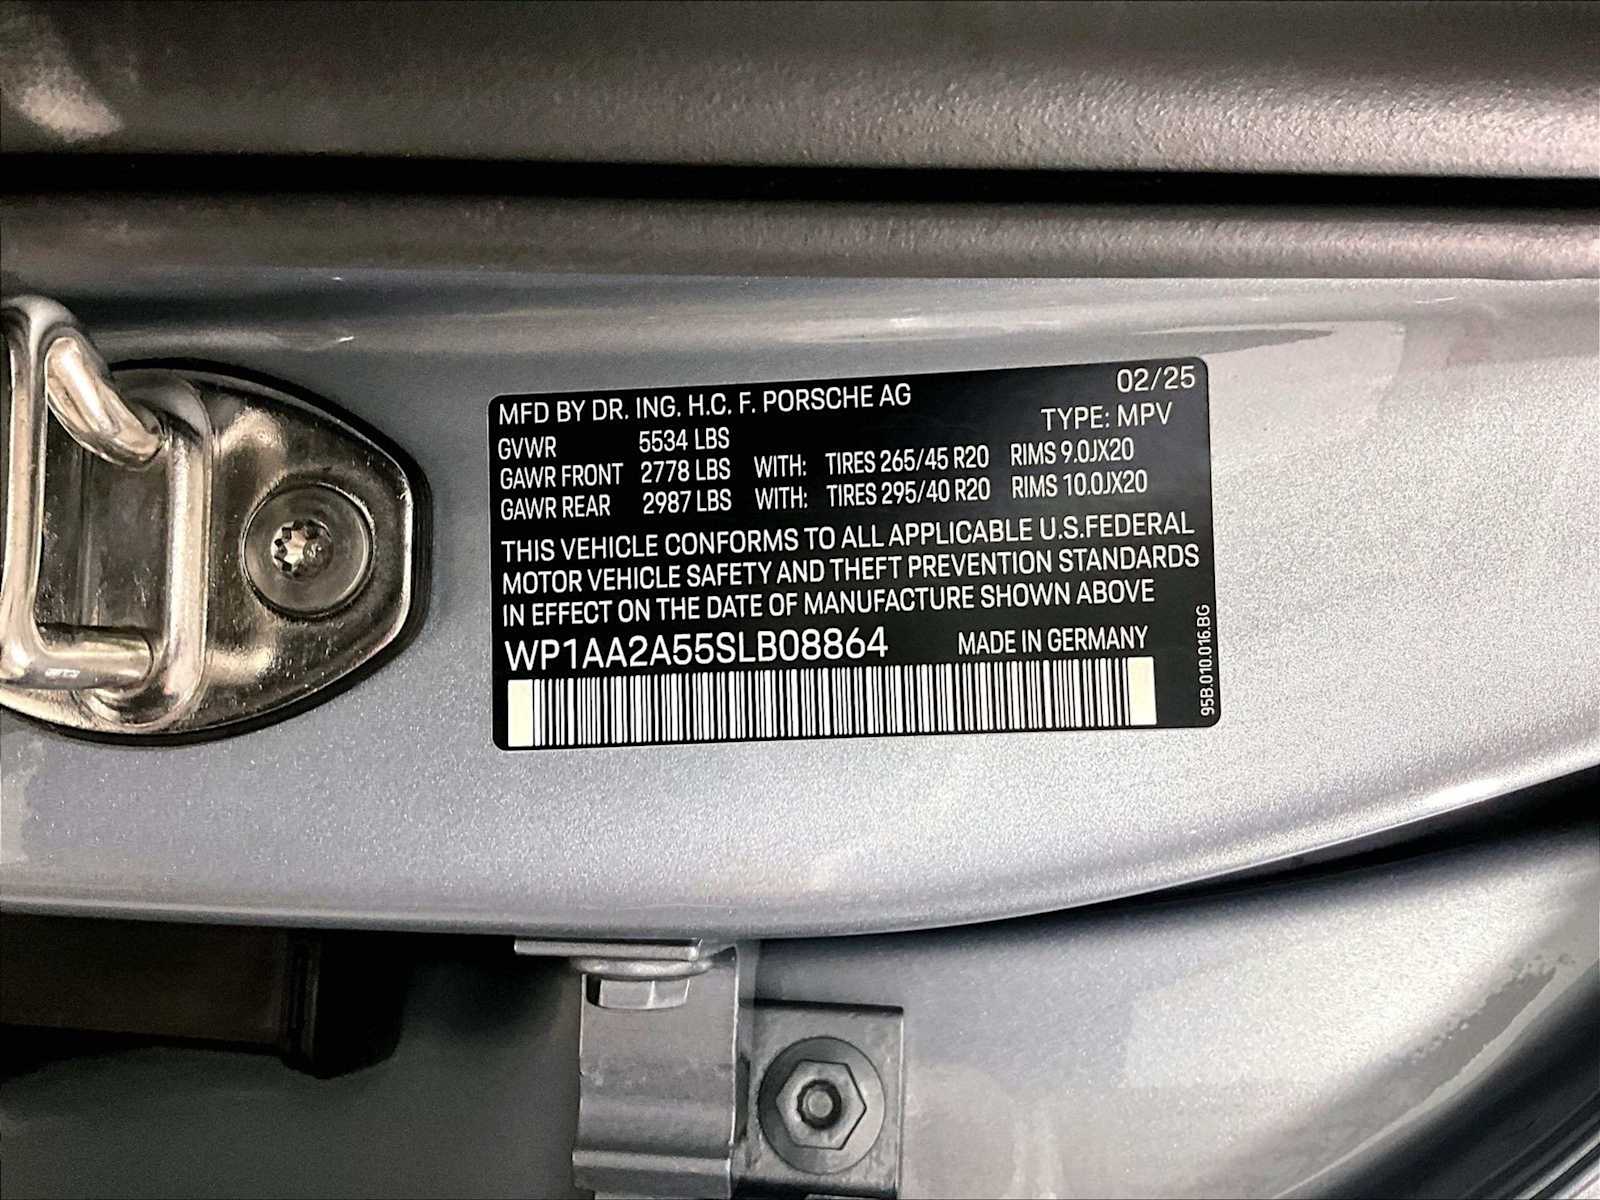 MFD BY DR. ING. H.C. F. PORSCHE AG 02/25
TYPE: MPV
GVWR 5534 LBS
GAWR FRONT 2778 LBS WITH: TIRES 265/45 R20 RIMS 9.0JX20
GAWR REAR 2987 LBS WITH: TIRES 295/40 R20 RIMS 10.0JX20
THIS VEHICLE CONFORMS TO ALL APPLICABLE U.S.FEDERAL
MOTOR VEHICLE SAFETY AND THEFT PREVENTION STANDARDS
IN EFFECT ON THE DATE OF MANUFACTURE SHOWN ABOVE
WP1AA2A55SLB08864 MADE IN GERMANY
95B.010.016.BG